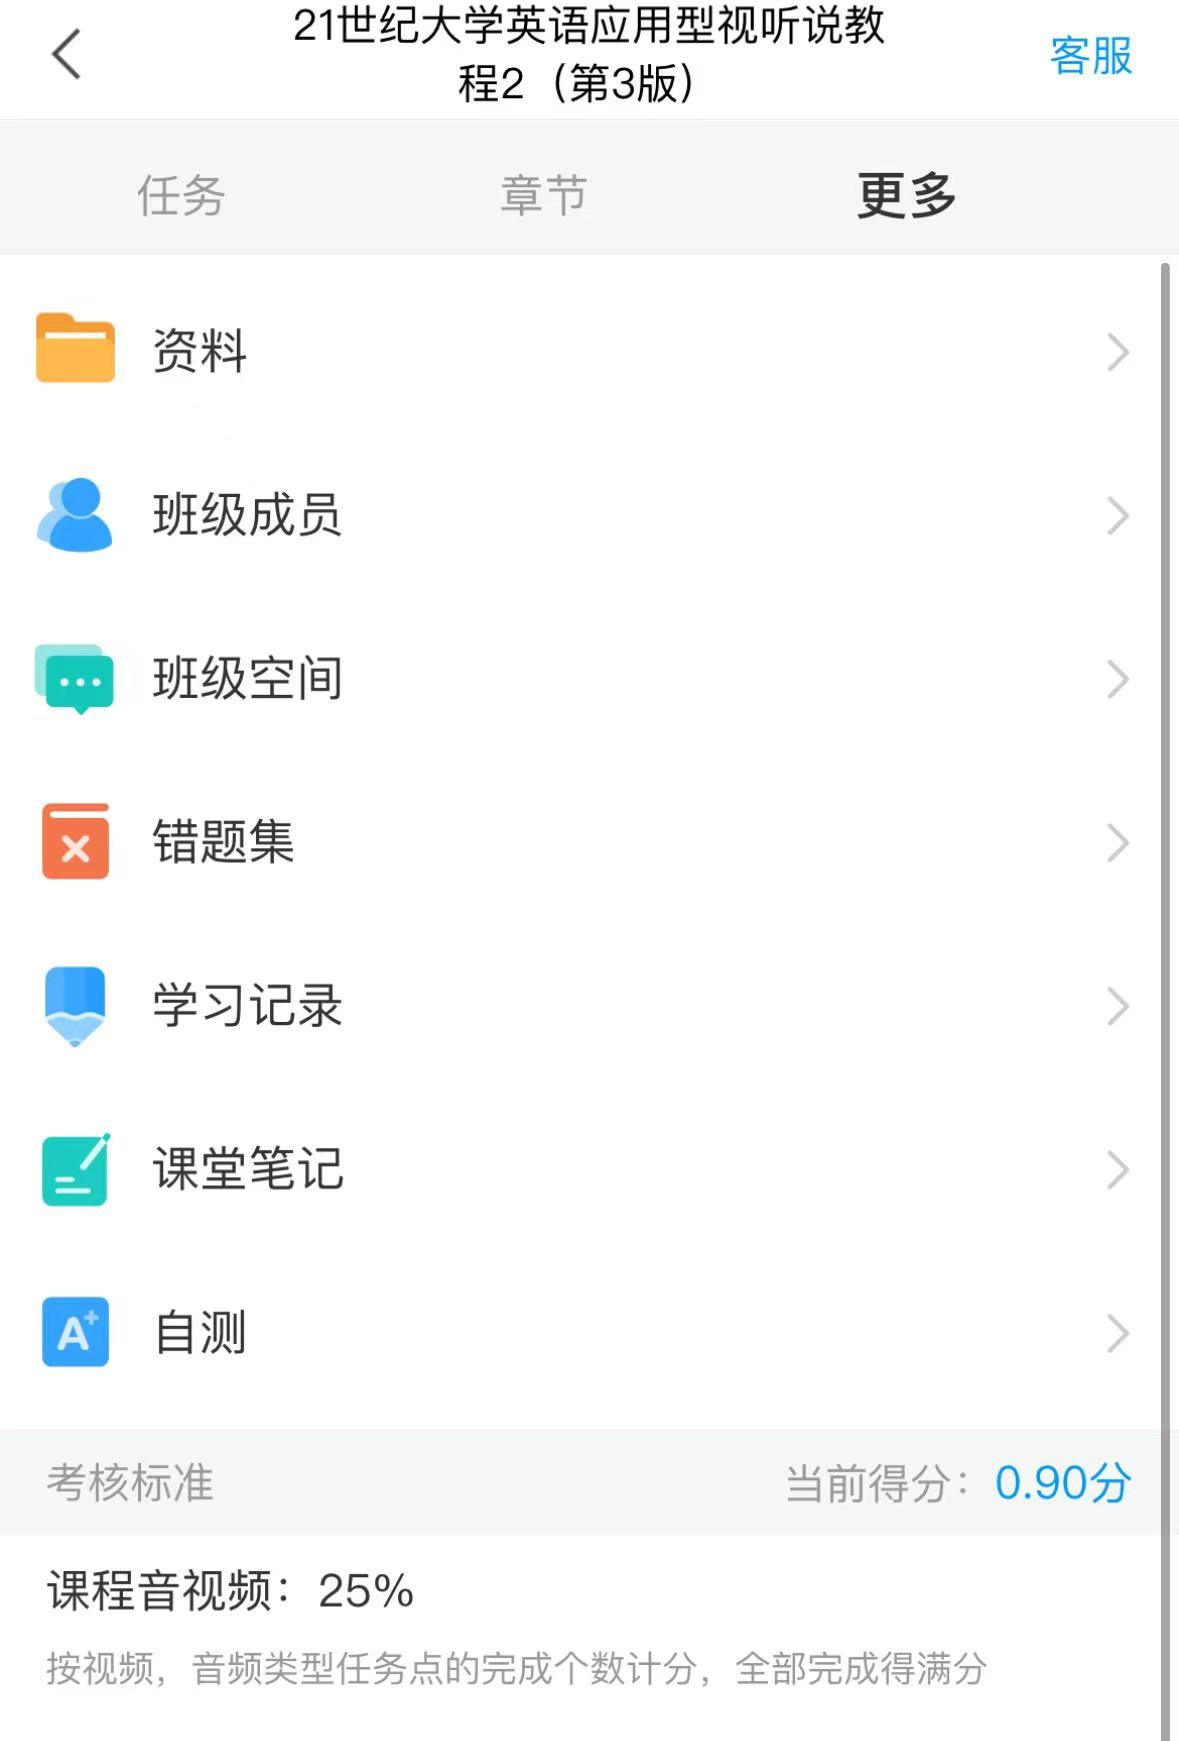 21世纪大学英语应用型视听说教
程2（第3版）
客服
任务 章节 更多
资料
班级成员
班级空间
错题集
学习记录
课堂笔记
A+ 自测
考核标准 当前得分：0.90分
课程音视频：25%
按视频，音频类型任务点的完成个数计分，全部完成得满分